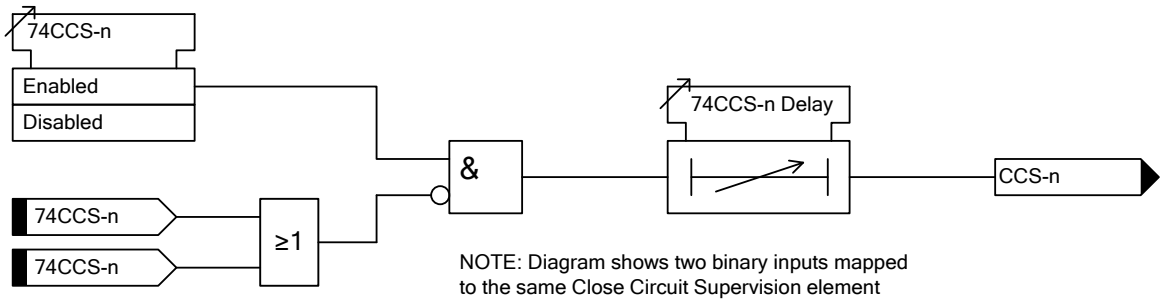 74CCS-n
Enabled
Disabled
74CCS-n
74CCS-n
≥1
&
74CCS-n Delay
CCS-n
NOTE: Diagram shows two binary inputs mapped
to the same Close Circuit Supervision element